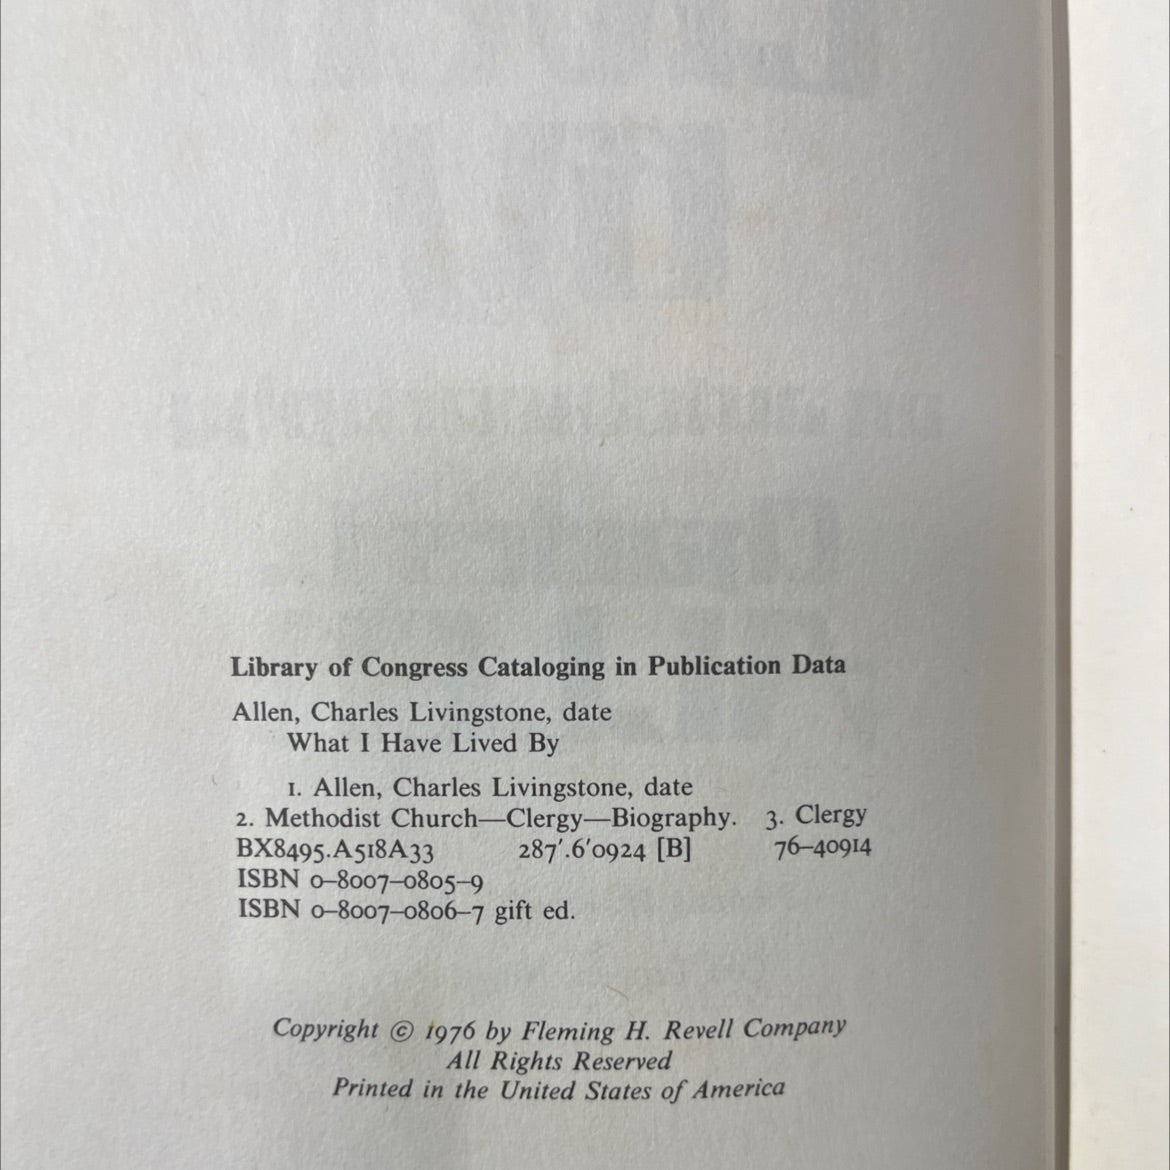 Library of Congress Cataloging in Publication Data
Allen, Charles Livingstone, date
What I Have Lived By
1. Allen, Charles Livingstone, date
2. Methodist Church—Clergy—Biography. 3. Clergy
BX8495.A518A33 287'.6'0924 [B] 76–40914
ISBN 0–8007–0805–9
ISBN 0–8007–0806–7 gift ed.
Copyright © 1976 by Fleming H. Revell Company
All Rights Reserved
Printed in the United States of America